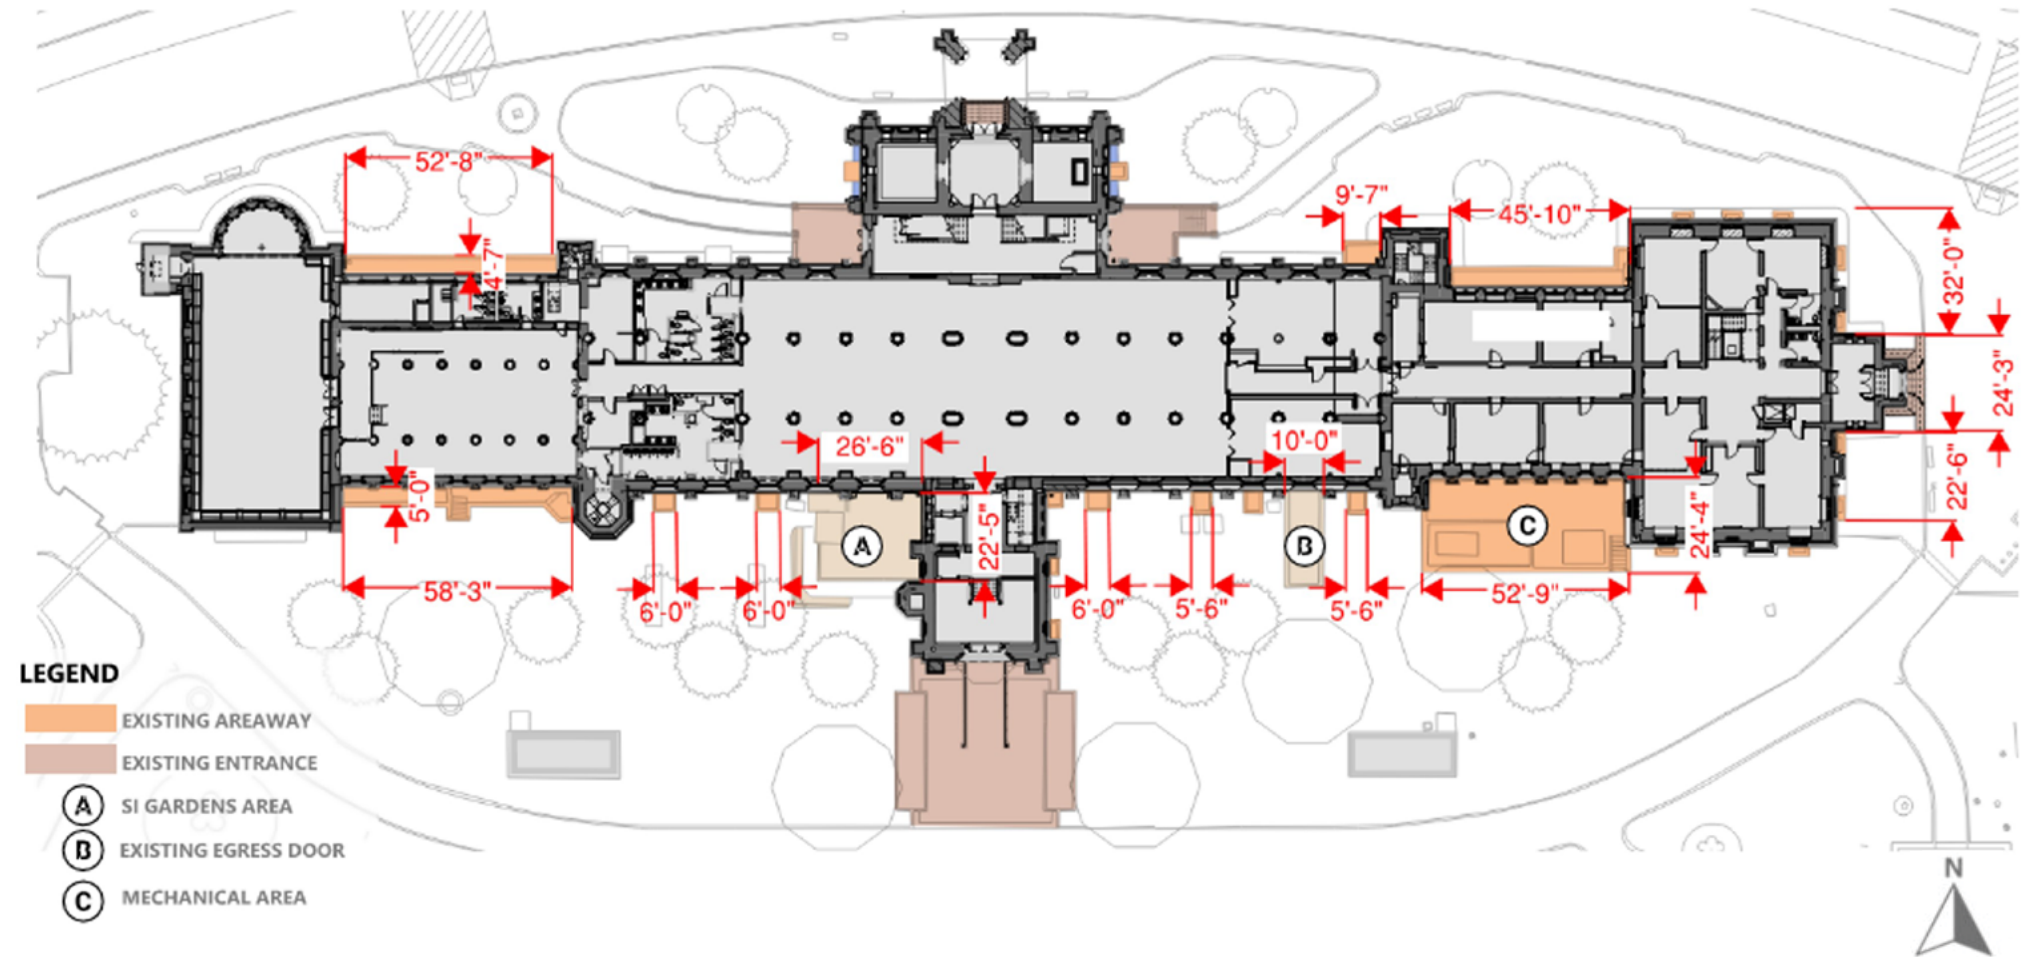 52'-8"
4'-7"
9'-7"
45'-10"
32'-0"
24'-3"
22'-6"
26'-6"
10'-0"
5'-0"
22'-5"
24'-4"
A
B
C
58'-3"
6'-0"
6'-0"
6'-0"
5'-6"
5'-6"
52'-9"
LEGEND
EXISTING AREAWAY
EXISTING ENTRANCE
A SI GARDENS AREA
B EXISTING EGRESS DOOR
C MECHANICAL AREA
N